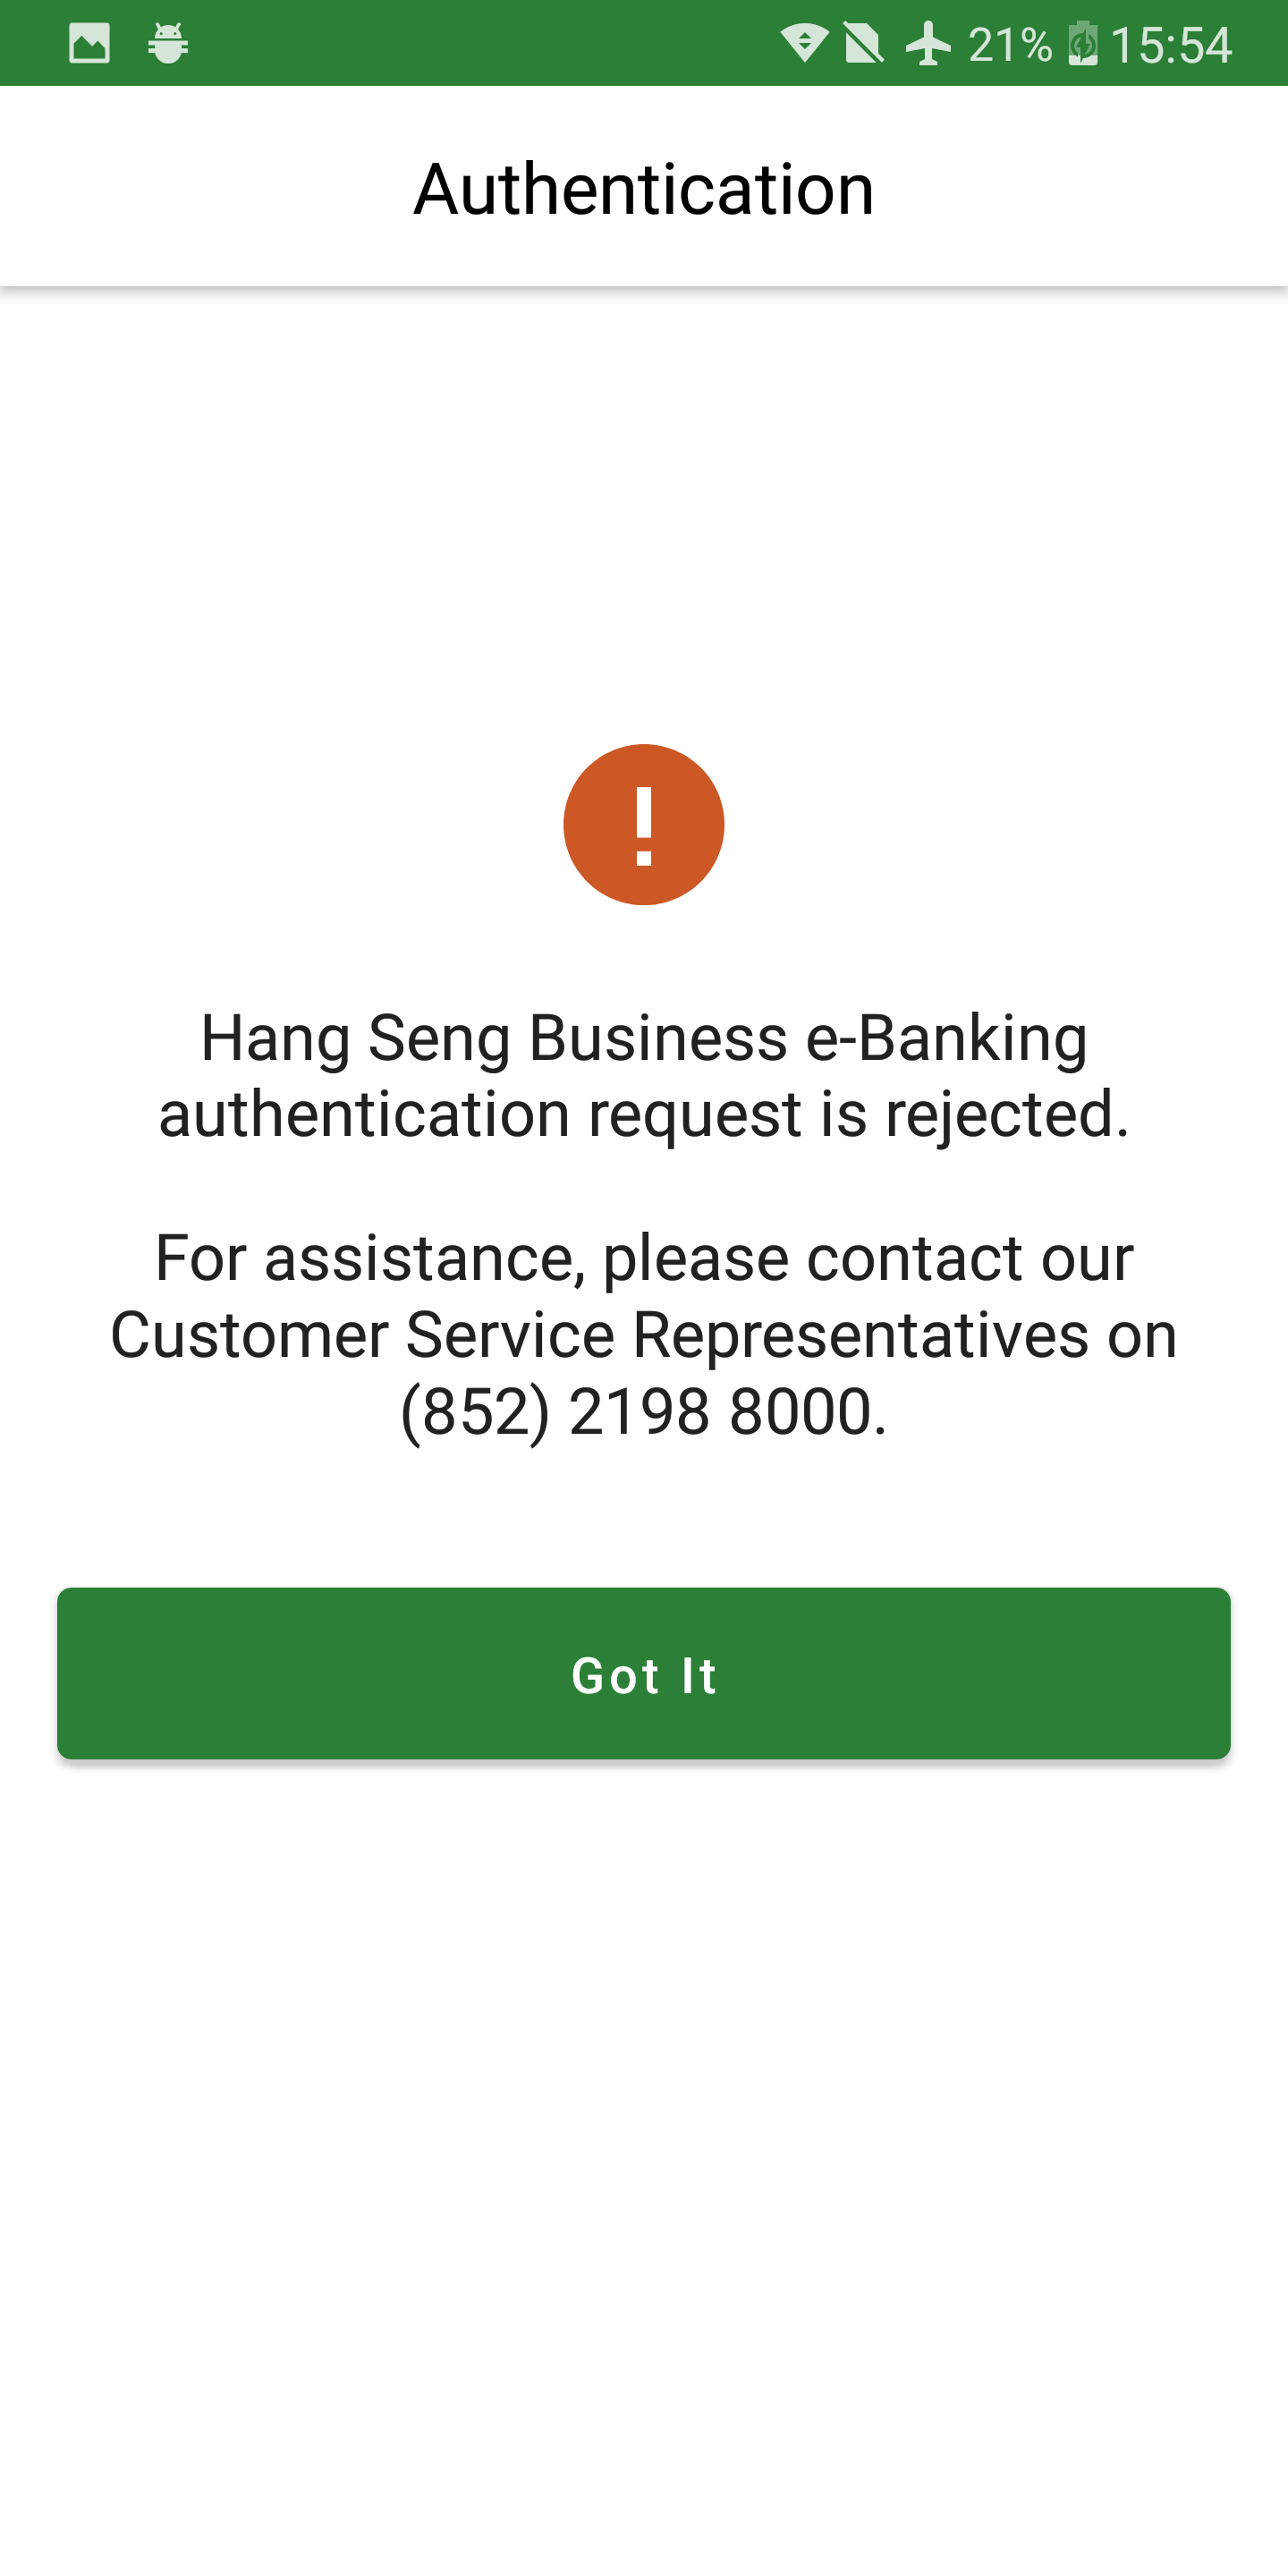 21% 15:54
Authentication
Hang Seng Business e-Banking
authentication request is rejected.
For assistance, please contact our
Customer Service Representatives on
(852) 2198 8000.
Got It